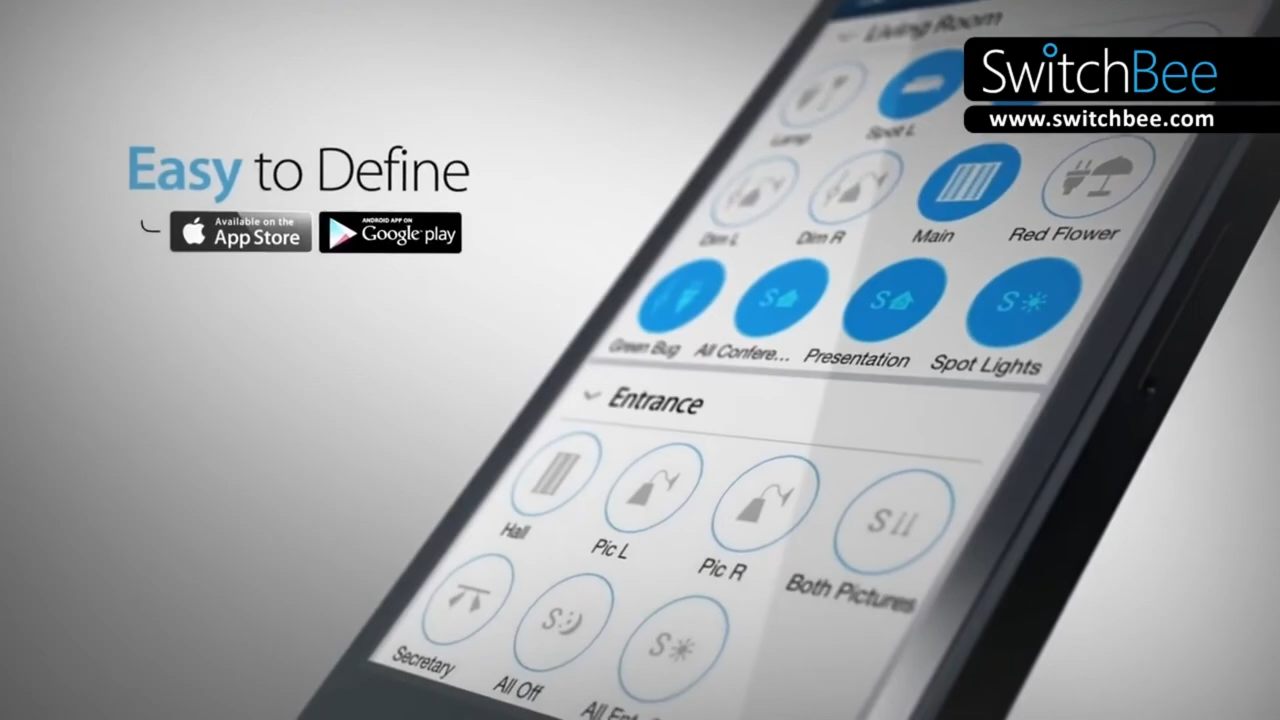 Living Room
SwitchBee
www.switchbee.com
Easy to Define
Available on the
App Store
ANDROID APP ON
Google play
Lamp
Spot L
Dim L
Dim R
Main
Red Flower
S
S
S
Green Bug
All Confere...
Presentation
Spot Lights
Entrance
S
Hall
Pic L
Pic R
Both Pictures
S
S
Secretary
All Off
All